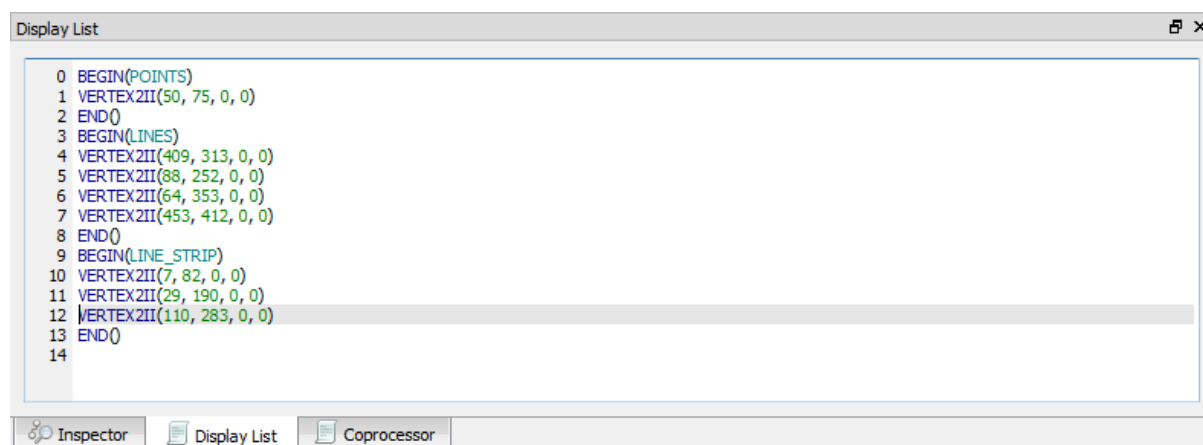 Display List
0 BEGIN(POINTS)
1 VERTEX2II(50, 75, 0, 0)
2 END()
3 BEGIN(LINES)
4 VERTEX2II(409, 313, 0, 0)
5 VERTEX2II(88, 252, 0, 0)
6 VERTEX2II(64, 353, 0, 0)
7 VERTEX2II(453, 412, 0, 0)
8 END()
9 BEGIN(LINE_STRIP)
10 VERTEX2II(7, 82, 0, 0)
11 VERTEX2II(29, 190, 0, 0)
12 VERTEX2II(110, 283, 0, 0)
13 END()
14
Inspector Display List Coprocessor